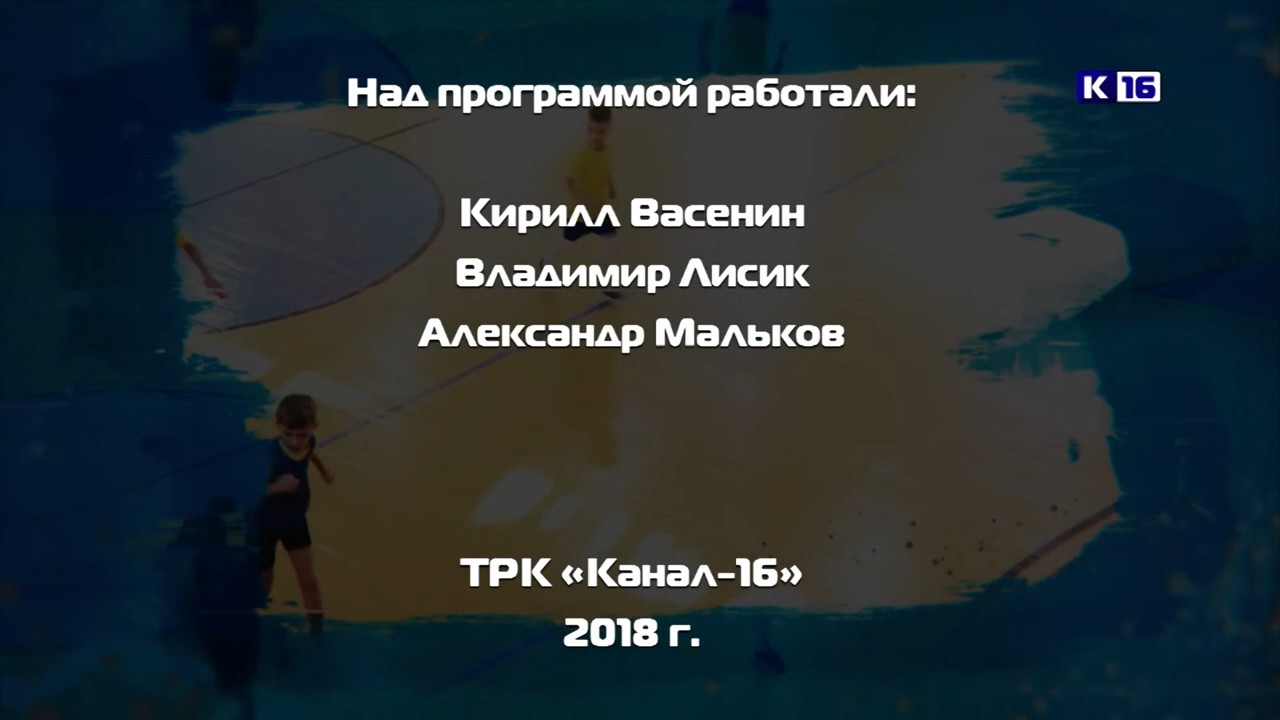 Над программой работали:
К 16
Кирилл Васенин
Владимир Лисик
Александр Мальков
ТРК «Канал-16»
2018 г.